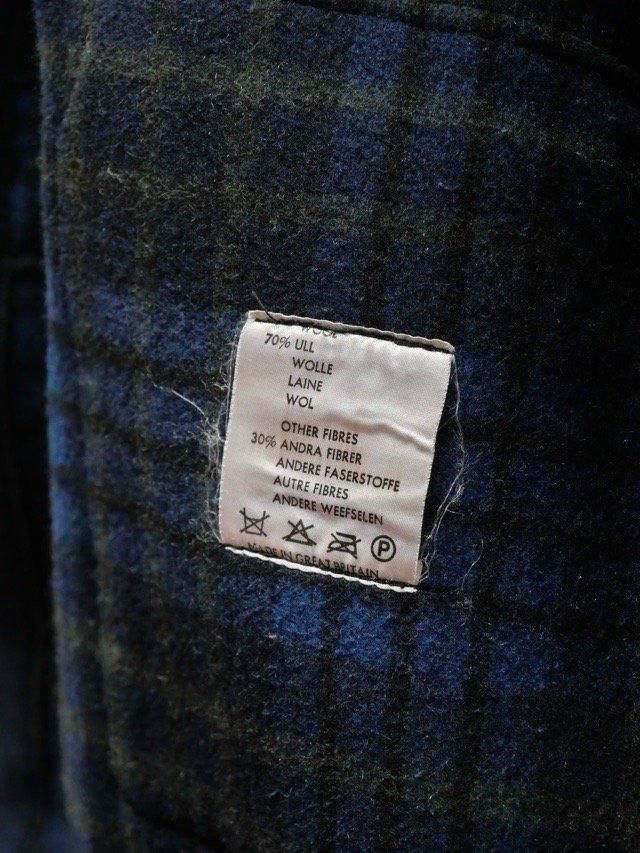 WOOL
70% ULL
WOLLE
LAINE
WOL
OTHER FIBRES
30% ANDRA FIBRER
ANDERE FASERSTOFFE
AUTRE FIBRES
ANDERE WEEFSELEN
P
MADE IN GREAT BRITAIN